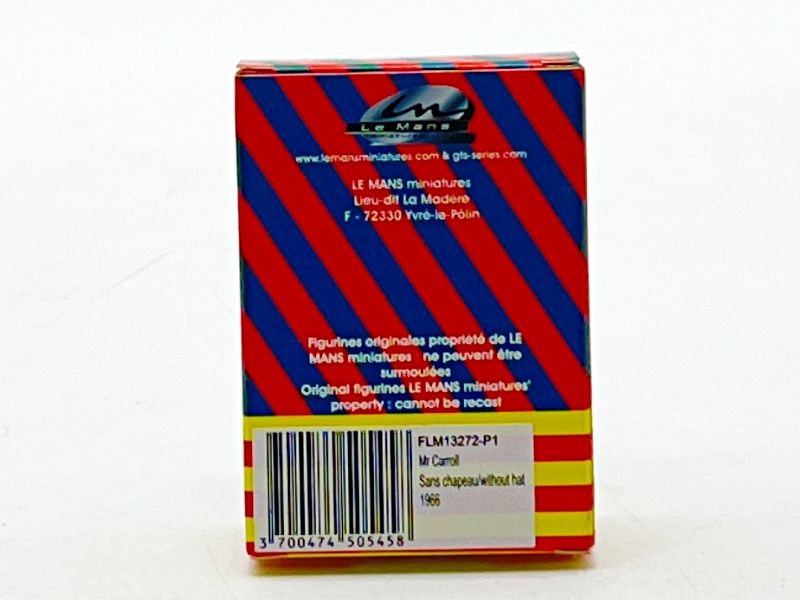 Le Mans
www.lemansminiatures.com & gts-series.com
LE MANS miniatures
Lieu-dit La Madère
F - 72330 Yvré-le-Pôlin
Figurines originales propriété de LE
MANS miniatures ne peuvent être
surmoulées
Original figurines LE MANS miniatures'
property : cannot be recast
FLM13272-P1
Mr Carroll
Sans chapeau/without hat
1966
3 700474 505458